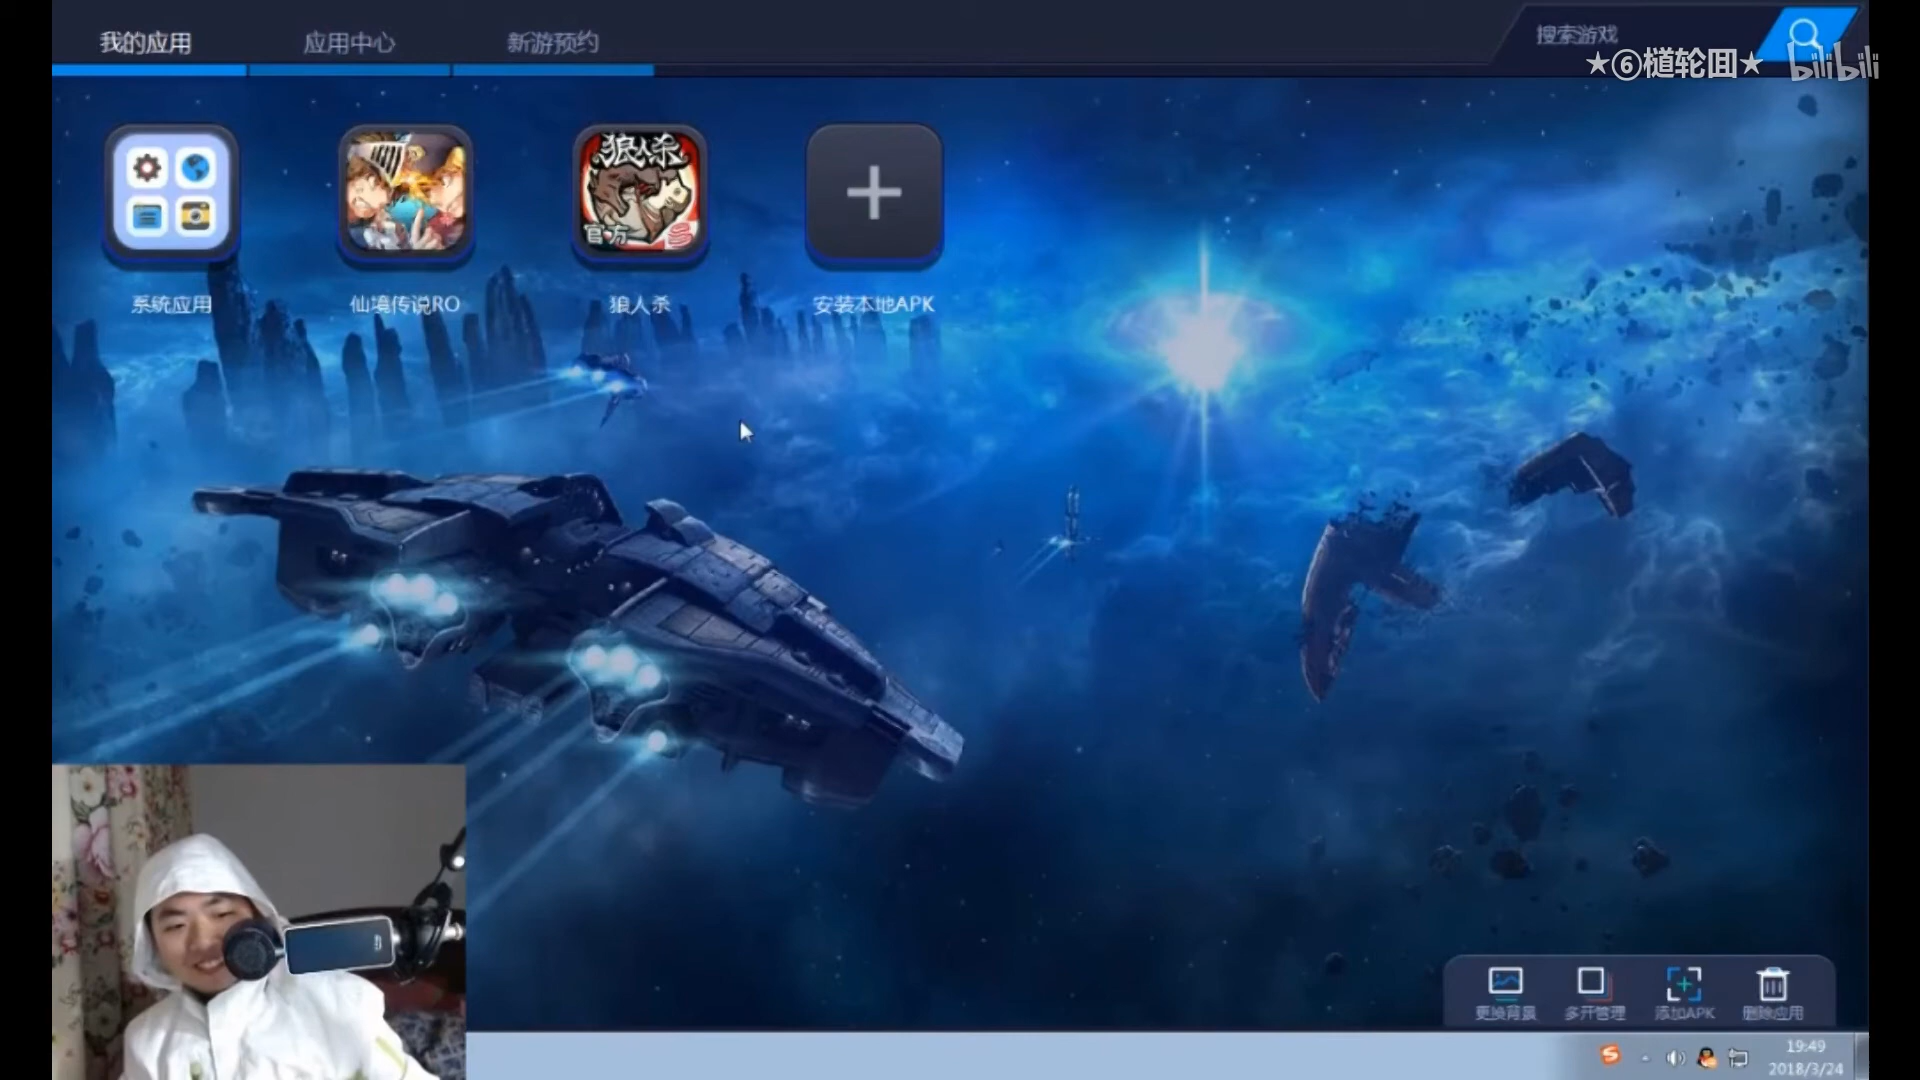 我的应用
应用中心
新游预约
搜索游戏
★⑥檤轮囬★
bilibili
狼人杀
官方
系统应用
仙境传说RO
狼人杀
安装本地APK
更换背景
多开管理
添加APK
删除应用
19:49
2018/3/24